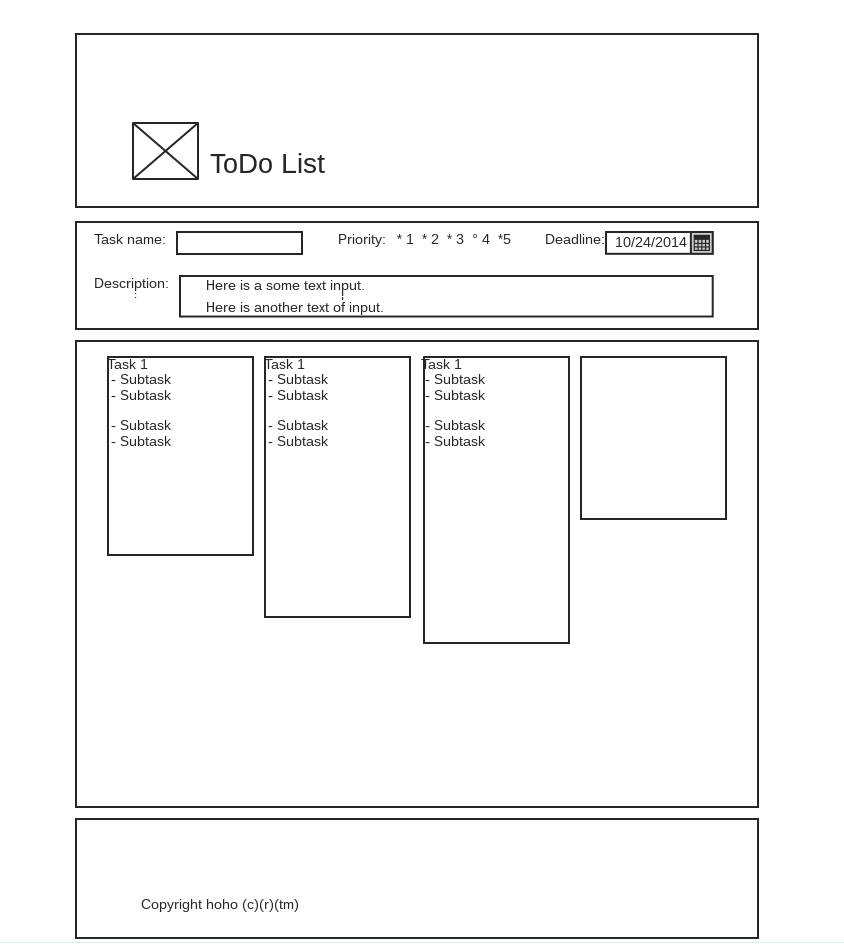 ToDo List
Task name:
Priority: * 1 * 2 * 3 ° 4 *5
Deadline: 10/24/2014
Description:
Here is a some text input.
Here is another text of input.
Task 1
- Subtask
- Subtask
- Subtask
- Subtask
Task 1
- Subtask
- Subtask
- Subtask
- Subtask
Task 1
- Subtask
- Subtask
- Subtask
- Subtask
Copyright hoho (c)(r)(tm)